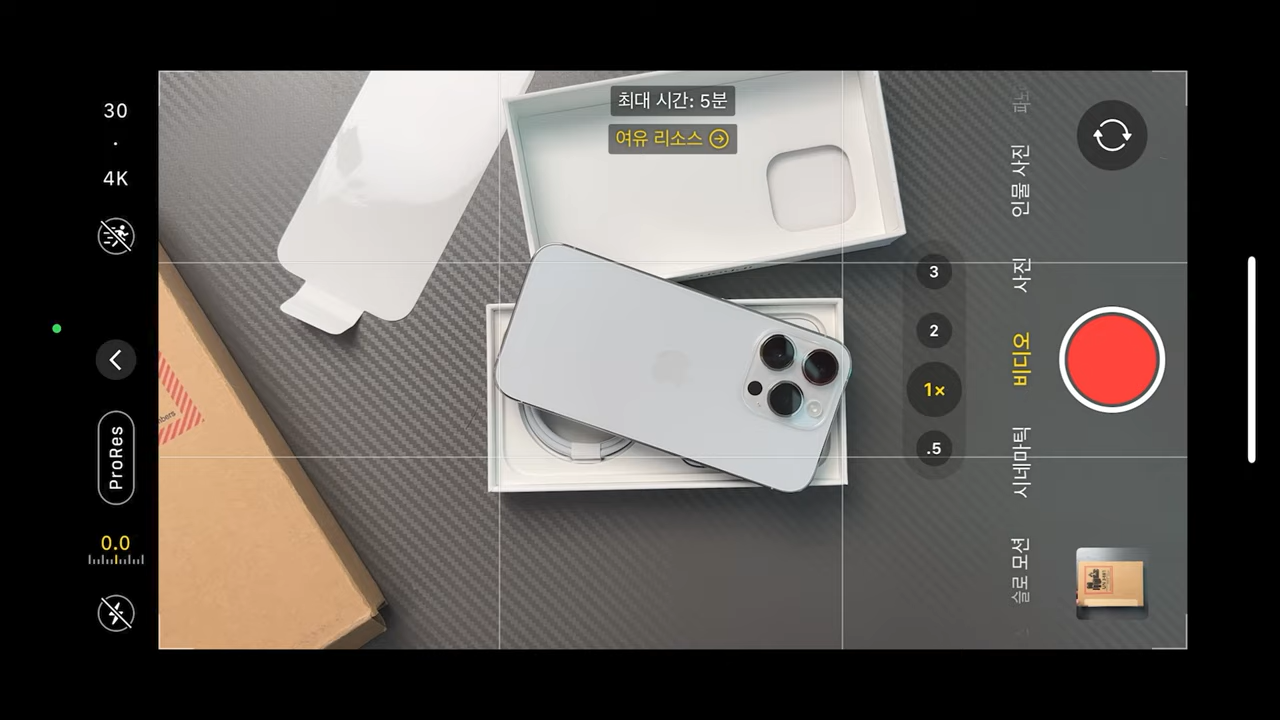 30
4K
ProRes
0.0
최대 시간: 5분
여유 리소스
3
2
1×
.5
인물 사진
사진
비디오
시네마틱
슬로 모션